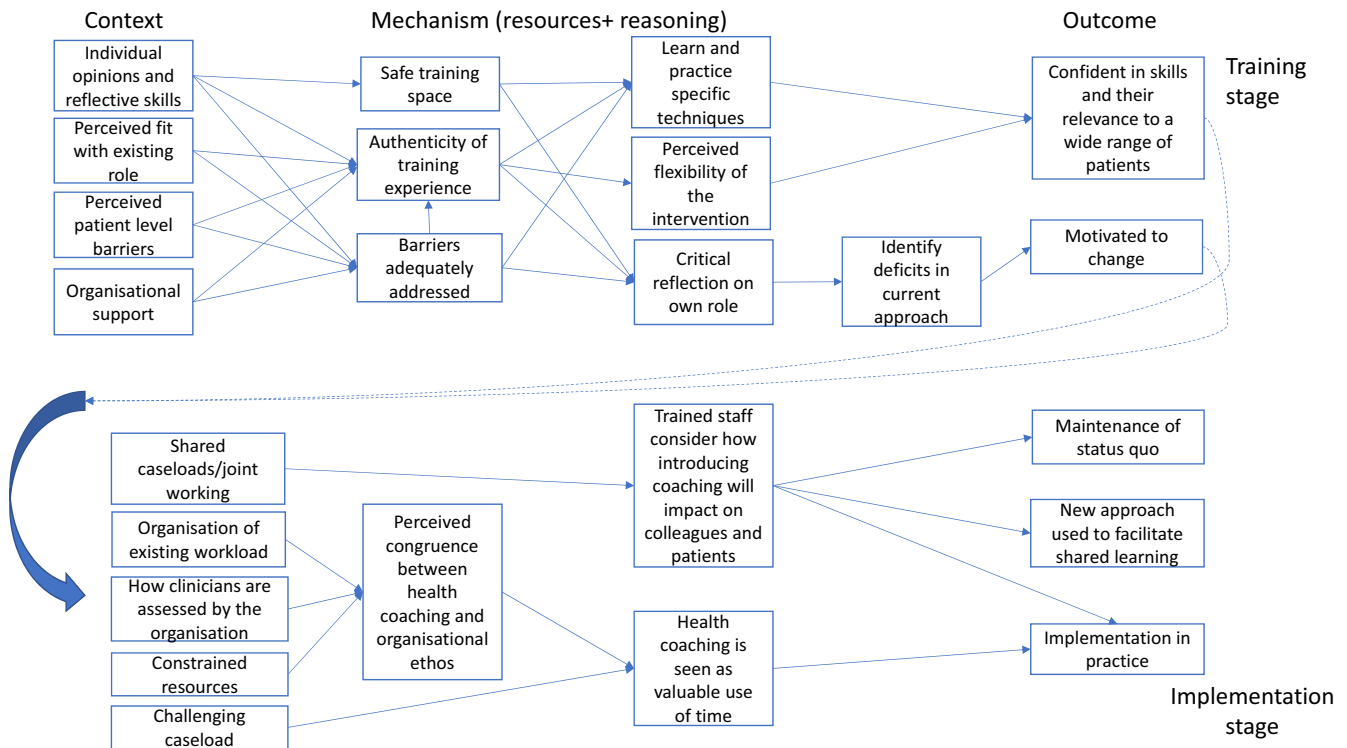 Context
Mechanism (resources+ reasoning)
Outcome
Training
stage
Individual
opinions and
reflective skills
Perceived fit
with existing
role
Perceived
patient level
barriers
Organisational
support
Safe training
space
Authenticity of
training
experience
Barriers
adequately
addressed
Learn and
practice
specific
techniques
Perceived
flexibility of
the
intervention
Critical
reflection on
own role
Identify
deficits in
current
approach
Confident in skills
and their
relevance to a
wide range of
patients
Motivated to
change
Shared
caseloads/joint
working
Organisation of
existing workload
How clinicians are
assessed by the
organisation
Constrained
resources
Challenging
caseload
Perceived
congruence
between
health
coaching and
organisational
ethos
Trained staff
consider how
introducing
coaching will
impact on
colleagues and
patients
Health
coaching is
seen as
valuable use
of time
Maintenance of
status quo
New approach
used to facilitate
shared learning
Implementation in
practice
Implementation
stage